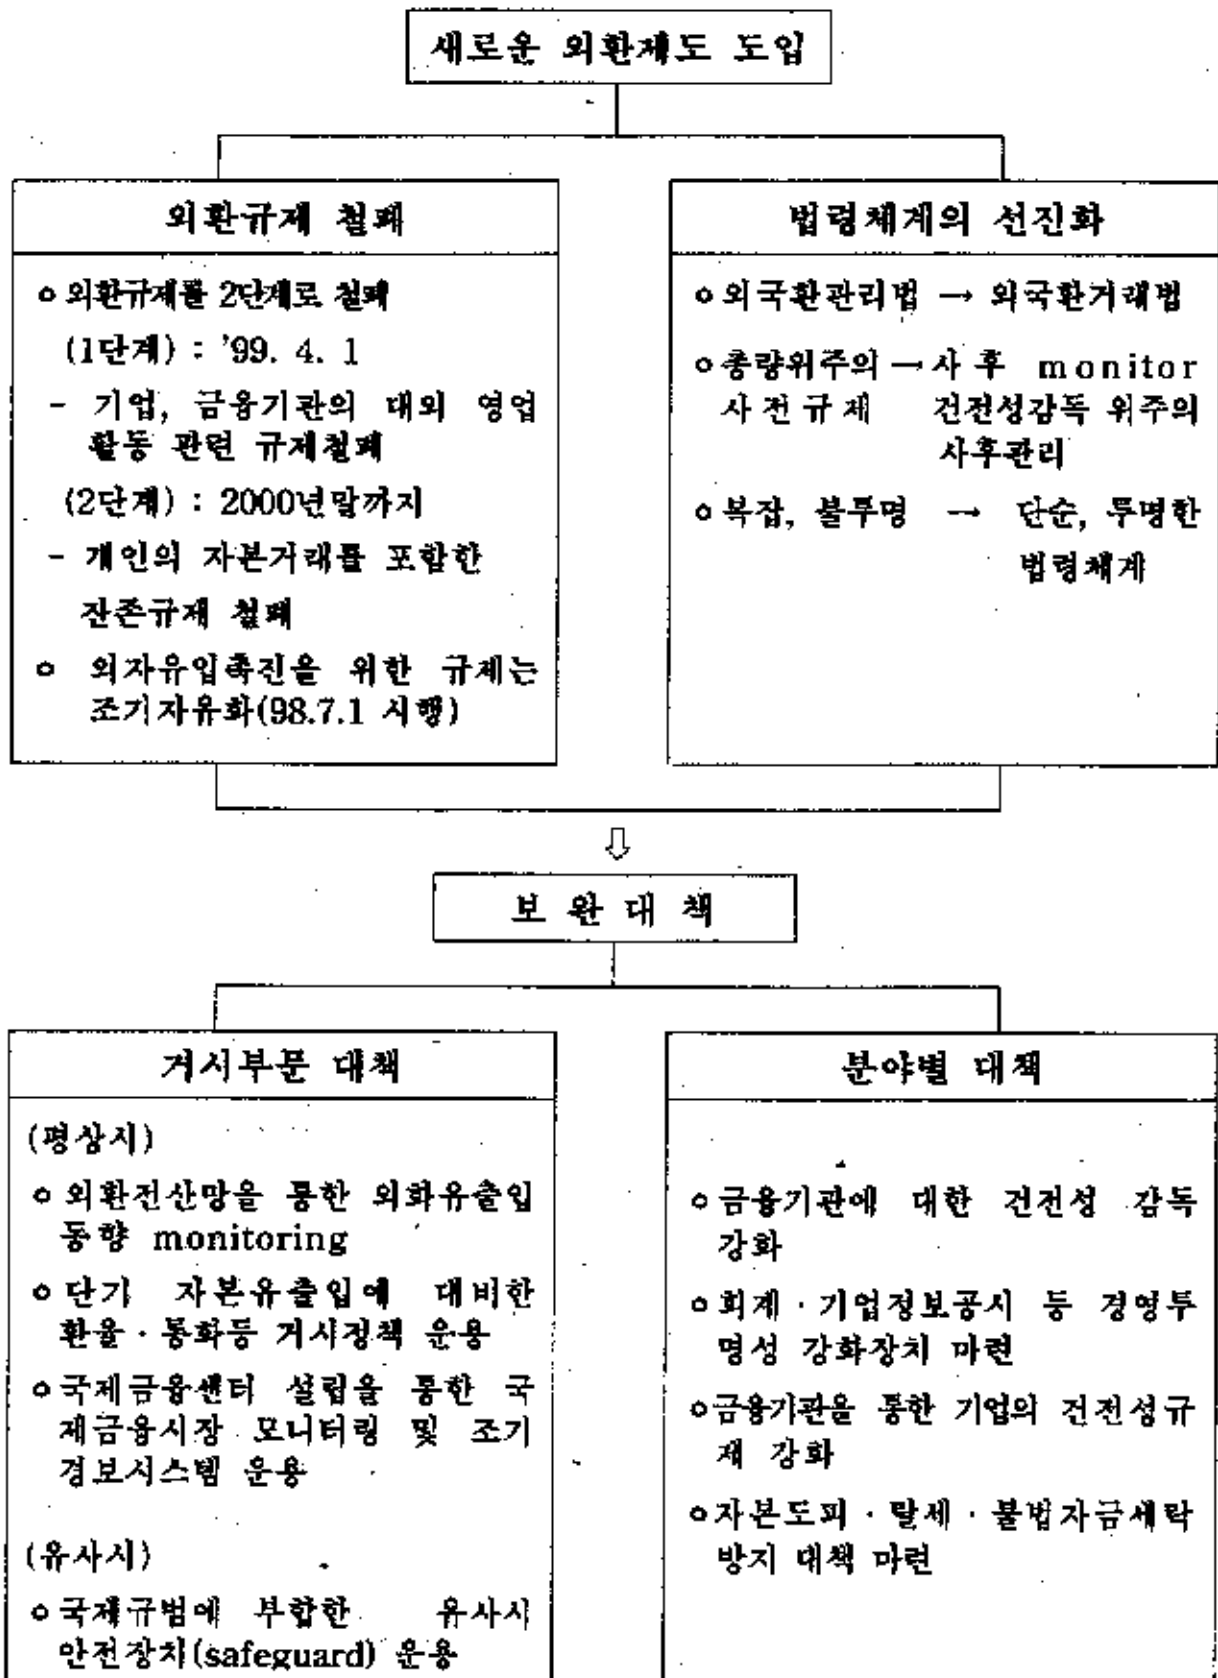 새로운 외환제도 도입
외환규제 철폐
ㅇ 외환규제를 2단계로 철폐
(1단계) : '99. 4. 1
- 기업, 금융기관의 대외 영업
활동 관련 규제철폐
(2단계) : 2000년말까지
- 개인의 자본거래를 포함한
잔존규제 철폐
ㅇ 외자유입촉진을 위한 규제는
조기자유화(98.7.1 시행)
법령체계의 선진화
ㅇ 외국환관리법 → 외국환거래법
ㅇ 총량위주의 → 사후 monitor
사전규제 건전성감독 위주의
사후관리
ㅇ 복잡, 불투명 → 단순, 투명한
법령체계
보완대책
거시부문 대책
(평상시)
ㅇ 외환전산망을 통한 외화유출입
동향 monitoring
ㅇ 단기 자본유출입에 대비한
환율·통화등 거시정책 운용
ㅇ 국제금융센터 설립을 통한 국
제금융시장 모니터링 및 조기
경보시스템 운용
(유사시)
ㅇ 국제규범에 부합한 유사시
안전장치(safeguard) 운용
분야별 대책
ㅇ 금융기관에 대한 건전성 감독
강화
ㅇ 회계·기업정보공시 등 경영투
명성 강화장치 마련
ㅇ 금융기관을 통한 기업의 건전성규
제 강화
ㅇ 자본도피·탈세·불법자금세탁
방지 대책 마련